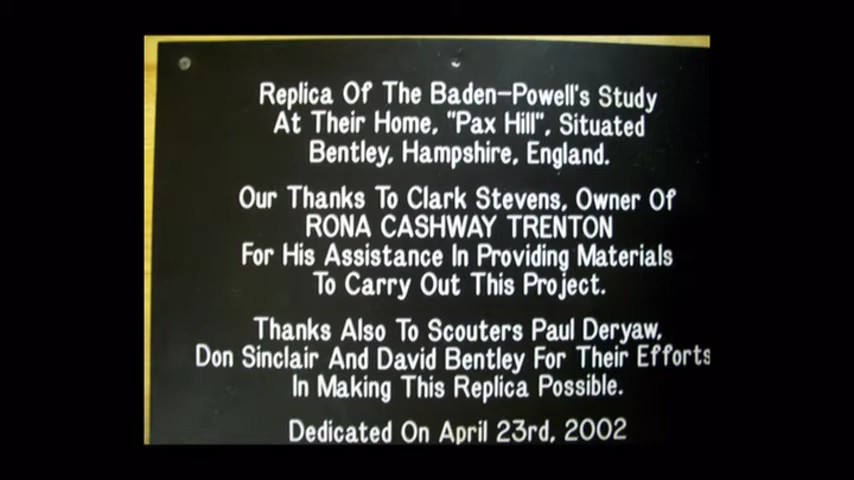 Replica Of The Baden-Powell's Study
At Their Home, "Pax Hill", Situated
Bentley, Hampshire, England.
Our Thanks To Clark Stevens, Owner Of
RONA CASHWAY TRENTON
For His Assistance In Providing Materials
To Carry Out This Project.
Thanks Also To Scouters Paul Deryaw,
Don Sinclair And David Bentley For Their Efforts
In Making This Replica Possible.
Dedicated On April 23rd, 2002